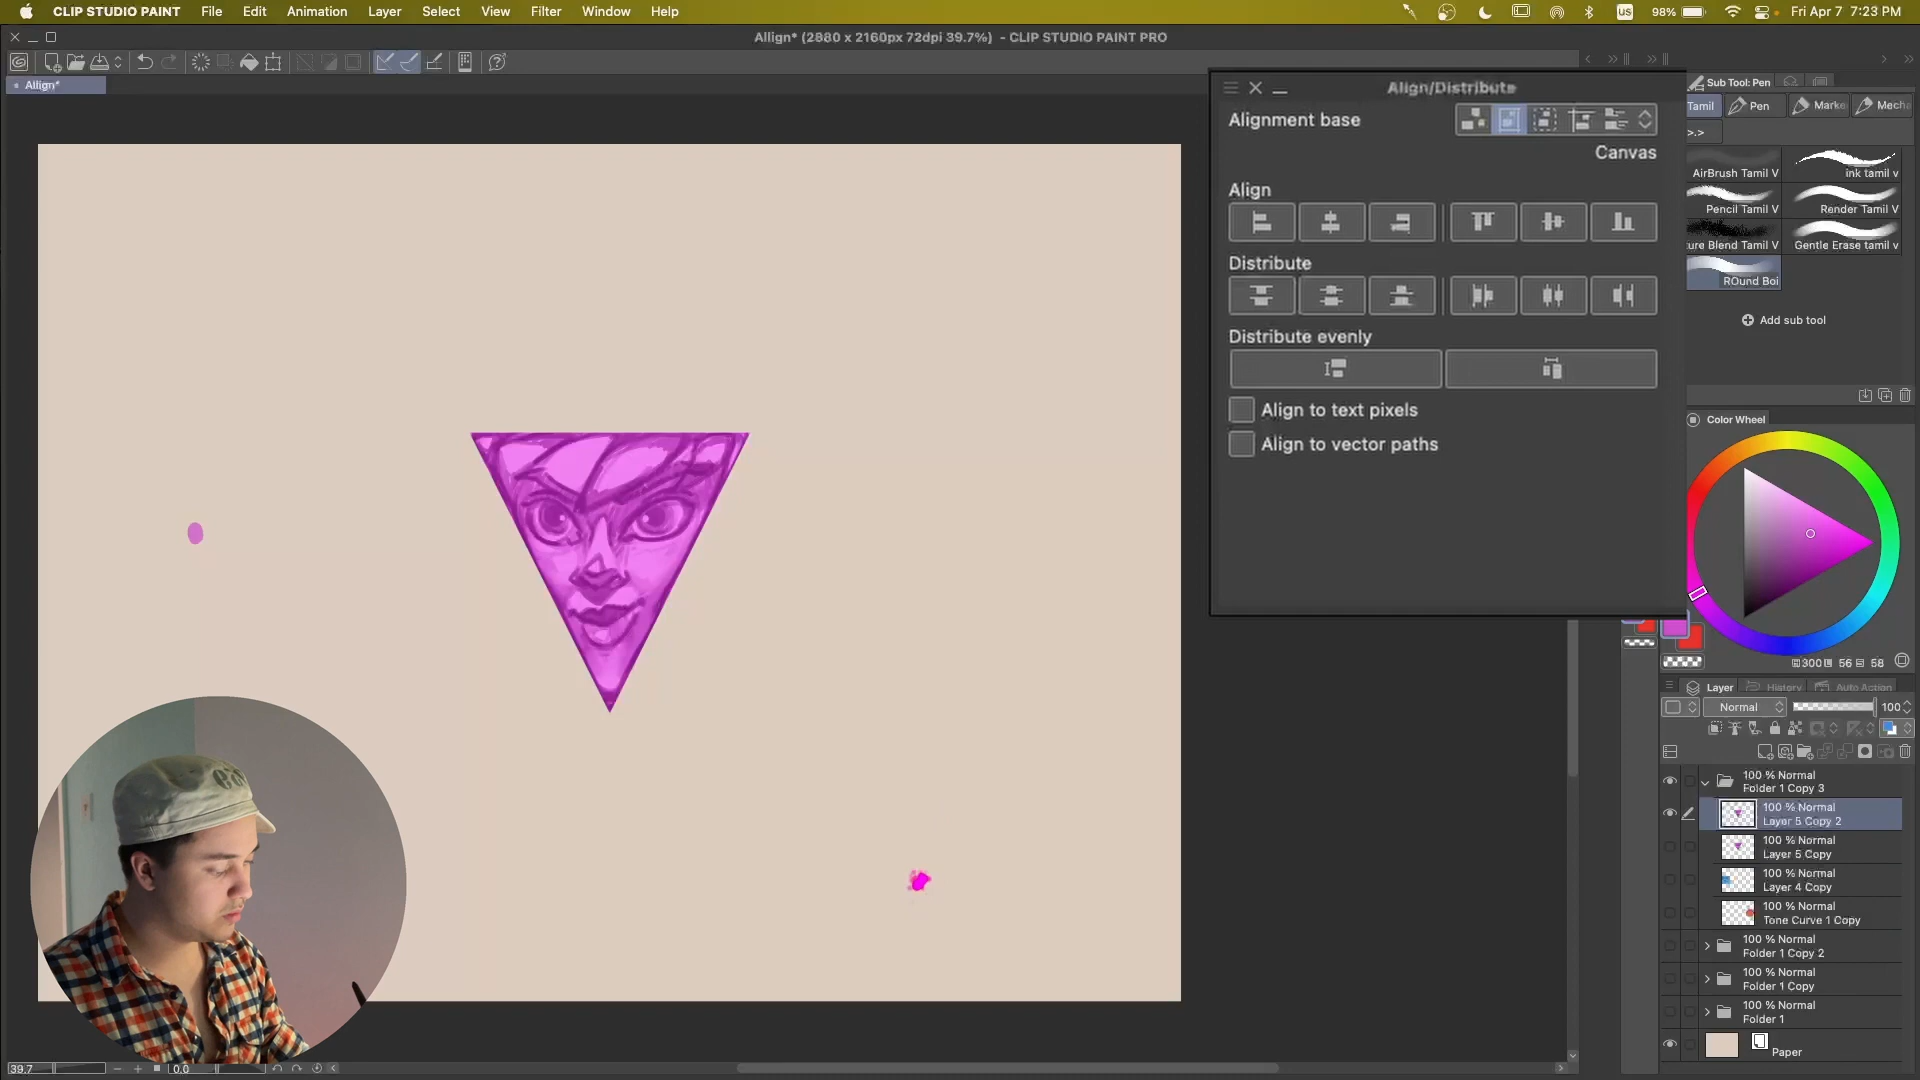 CLIP STUDIO PAINT File Edit Animation Layer Select View Filter Window Help
US 98% Fri Apr 7 7:23 PM
Allign* (2880 x 2160px 72dpi 39.7%) - CLIP STUDIO PAINT PRO
Allign*
Align/Distribute
Alignment base
Canvas
Align
Distribute
Distribute evenly
Align to text pixels
Align to vector paths
Sub Tool: Pen
Tamil Pen Marke Mecha
>.>
AirBrush Tamil V ink tamil v
Pencil Tamil V Render Tamil V
ure Blend Tamil V Gentle Erase tamil v
ROund Boi
Add sub tool
Color Wheel
300 56 58
Layer History Auto Action
Normal 100
100 % Normal
Folder 1 Copy 3
100 % Normal
Layer 5 Copy 2
100 % Normal
Layer 5 Copy
100 % Normal
Layer 4 Copy
100 % Normal
Tone Curve 1 Copy
100 % Normal
Folder 1 Copy 2
100 % Normal
Folder 1 Copy
100 % Normal
Folder 1
Paper
39.7 0.0